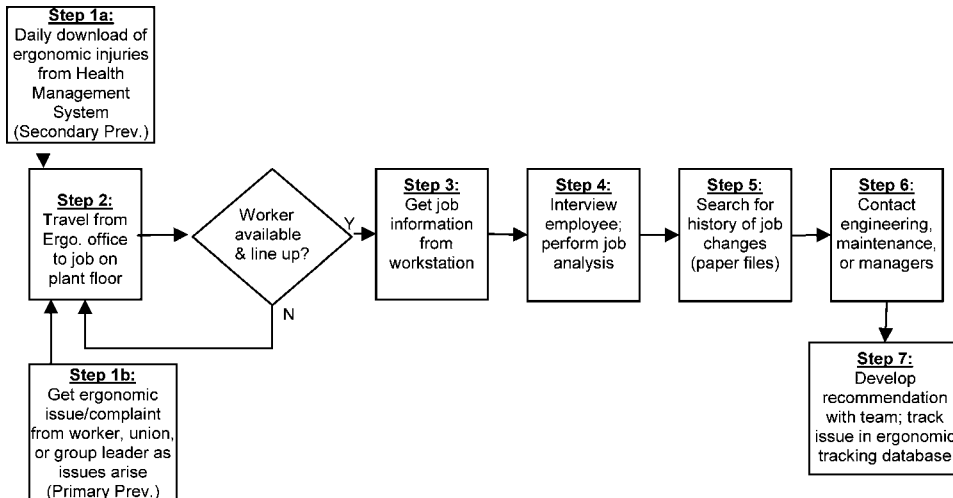 Step 1a:
Daily download of
ergonomic injuries
from Health
Management
System
(Secondary Prev.)
Step 2:
Travel from
Ergo. office
to job on
plant floor
Worker
available
& line up?
Y
N
Step 3:
Get job
information
from
workstation
Step 4:
Interview
employee;
perform job
analysis
Step 5:
Search for
history of job
changes
(paper files)
Step 6:
Contact
engineering,
maintenance,
or managers
Step 1b:
Get ergonomic
issue/complaint
from worker, union,
or group leader as
issues arise
(Primary Prev.)
Step 7:
Develop
recommendation
with team; track
issue in ergonomic
tracking database